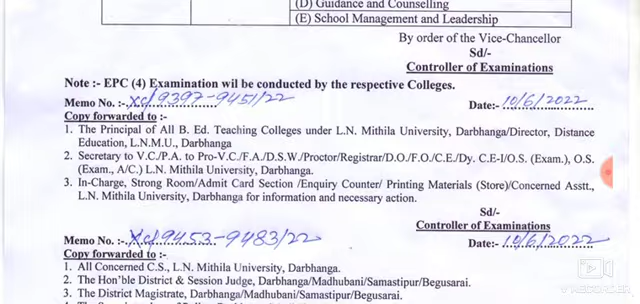 (D) Guidance and Counselling
(E) School Management and Leadership
By order of the Vice-Chancellor
Sd/-
Controller of Examinations
Note :- EPC (4) Examination wil be conducted by the respective Colleges.
Memo No. :- xc/9397-9451/22 Date:- 10/6/2022
Copy forwarded to :-
1. The Principal of All B. Ed. Teaching Colleges under L.N. Mithila University, Darbhanga/Director, Distance
Education, L.N.M.U., Darbhanga
2. Secretary to V.C./P.A. to Pro-V.C./F.A./D.S.W./Proctor/Registrar/D.O./F.O./C.E./Dy. C.E-I/O.S. (Exam.), O.S.
(Exam., A/C.) L.N. Mithila University, Darbhanga.
3. In-Charge, Strong Room/Admit Card Section /Enquiry Counter/ Printing Materials (Store)/Concerned Asstt.,
L.N. Mithila University, Darbhanga for information and necessary action.
Sd/-
Controller of Examinations
Memo No. :- xc/9453-9483/22 Date:- 10/6/2022
Copy forwarded to :-
1. All Concerned C.S., L.N. Mithila University, Darbhanga.
2. The Hon'ble District & Session Judge, Darbhanga/Madhubani/Samastipur/Begusarai.
3. The District Magistrate, Darbhanga/Madhubani/Samastipur/Begusarai.
V RECORDER